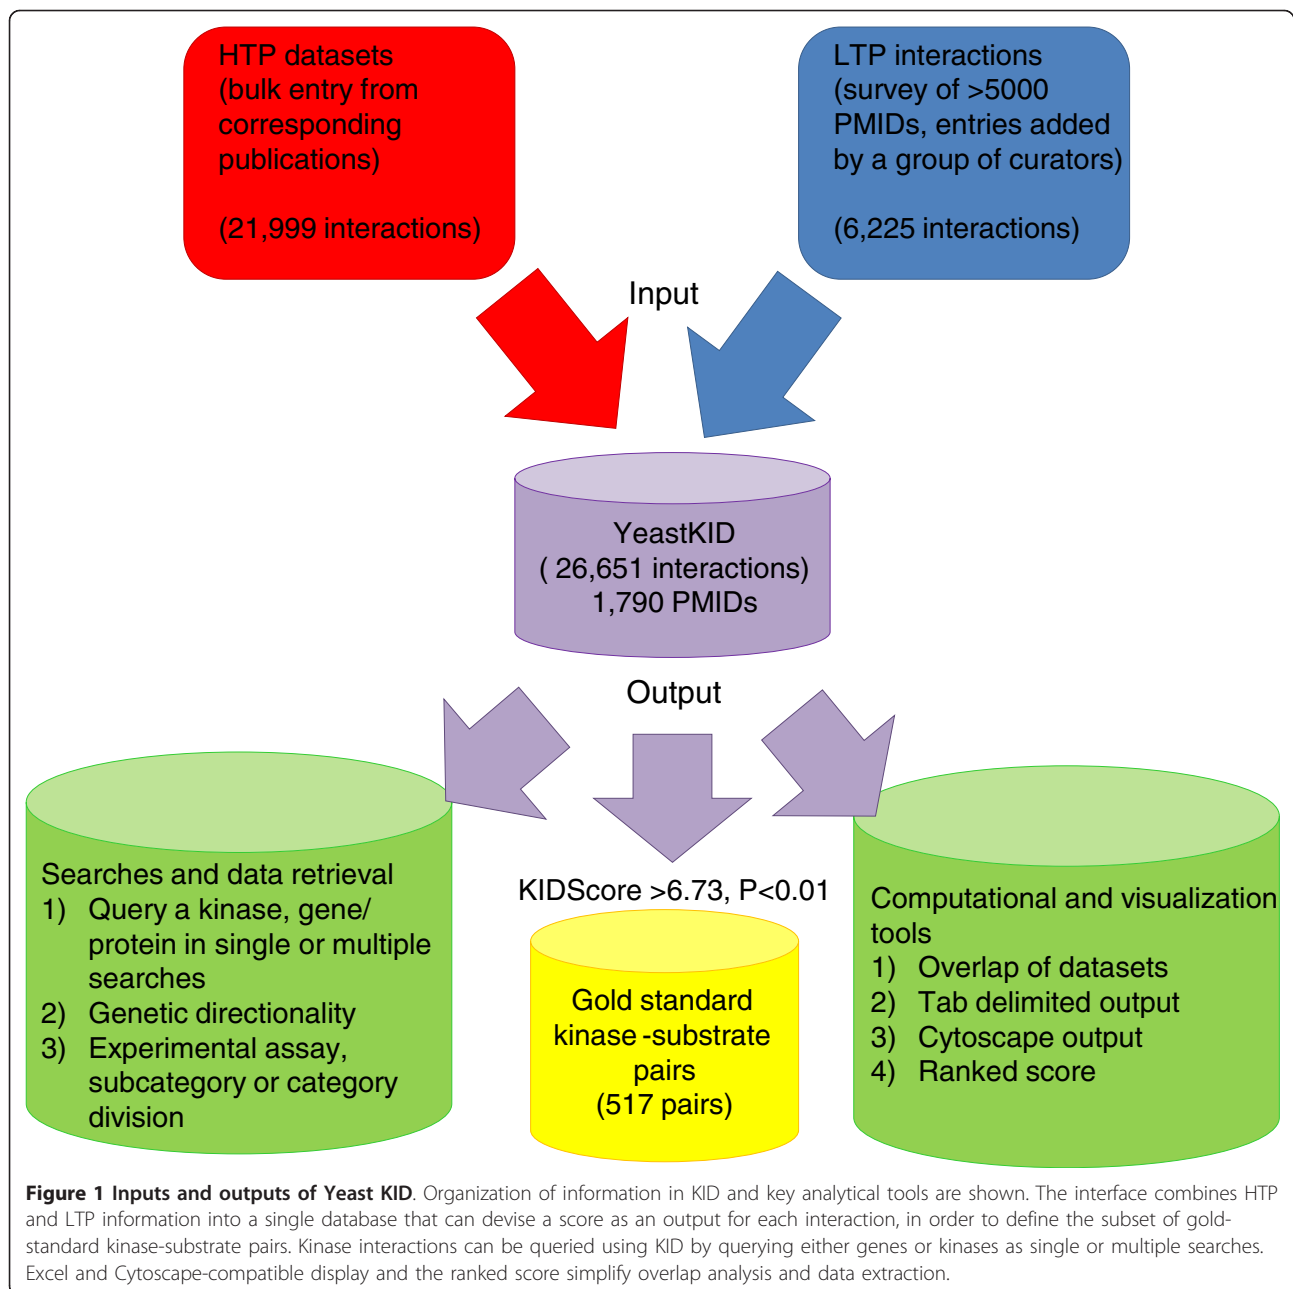 HTP datasets
(bulk entry from
corresponding
publications)
(21,999 interactions)
LTP interactions
(survey of >5000
PMIDs, entries added
by a group of curators)
(6,225 interactions)
Input
YeastKID
( 26,651 interactions)
1,790 PMIDs
Output
Searches and data retrieval
1) Query a kinase, gene/
protein in single or multiple
searches
2) Genetic directionality
3) Experimental assay,
subcategory or category
division
KIDScore >6.73, P<0.01
Gold standard
kinase -substrate
pairs
(517 pairs)
Computational and visualization
tools
1) Overlap of datasets
2) Tab delimited output
3) Cytoscape output
4) Ranked score
Figure 1 Inputs and outputs of Yeast KID. Organization of information in KID and key analytical tools are shown. The interface combines HTP
and LTP information into a single database that can devise a score as an output for each interaction, in order to define the subset of gold-
standard kinase-substrate pairs. Kinase interactions can be queried using KID by querying either genes or kinases as single or multiple searches.
Excel and Cytoscape-compatible display and the ranked score simplify overlap analysis and data extraction.